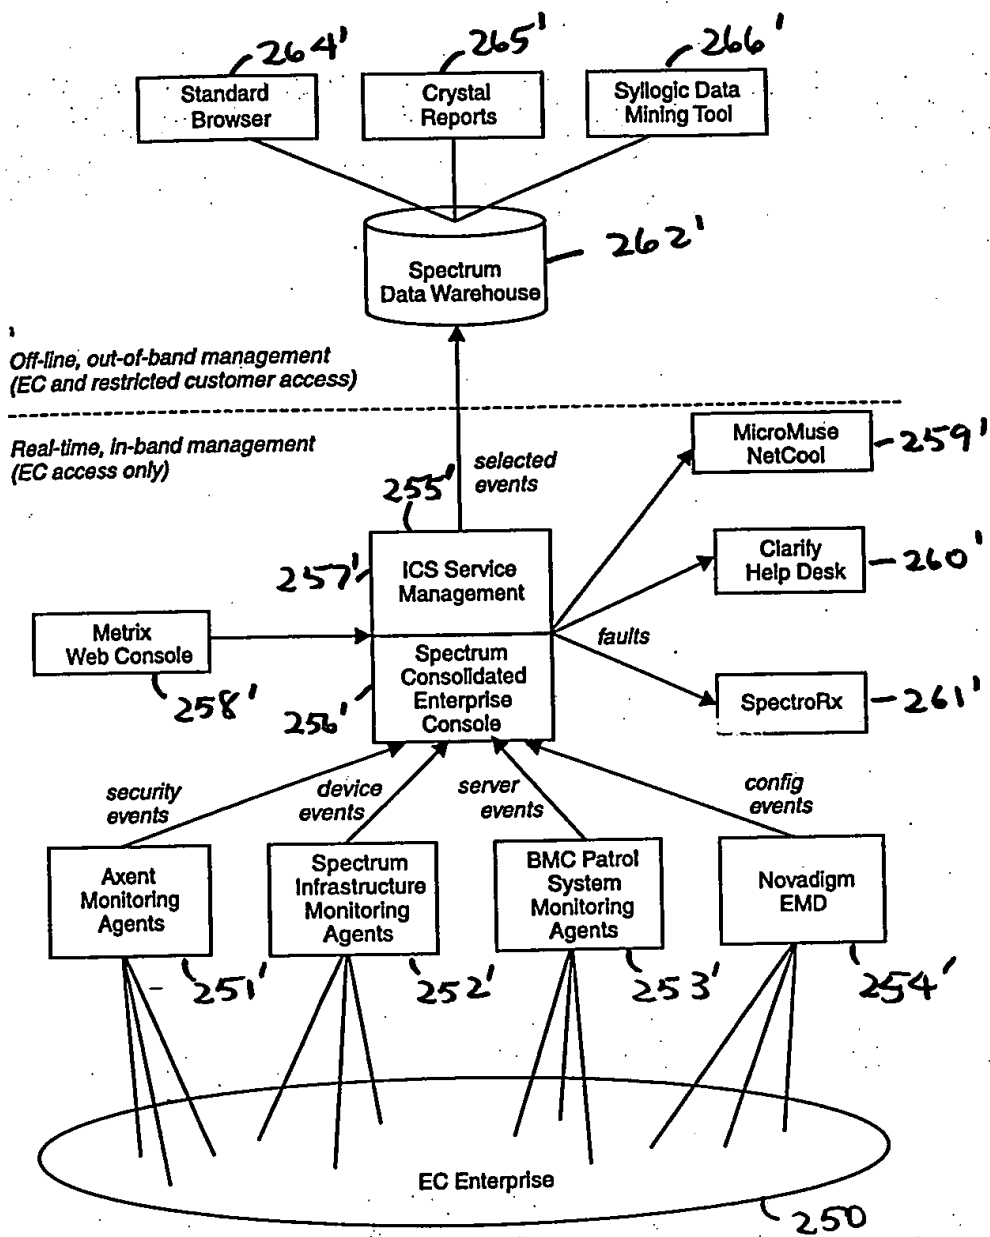 264'
265'
266'
Standard
Browser
Crystal
Reports
Syllogic Data
Mining Tool
262'
Spectrum
Data Warehouse
Off-line, out-of-band management
(EC and restricted customer access)
Real-time, in-band management
(EC access only)
selected
events
MicroMuse
NetCool
259'
255'
257'
ICS Service
Management
Clarify
Help Desk
260'
Metrix
Web Console
258'
faults
Spectrum
Consolidated
Enterprise
Console
256'
SpectroRx
261'
security
events
device
events
server
events
config
events
Axent
Monitoring
Agents
Spectrum
Infrastructure
Monitoring
Agents
BMC Patrol
System
Monitoring
Agents
Novadigm
EMD
251'
252'
253'
254'
EC Enterprise
250